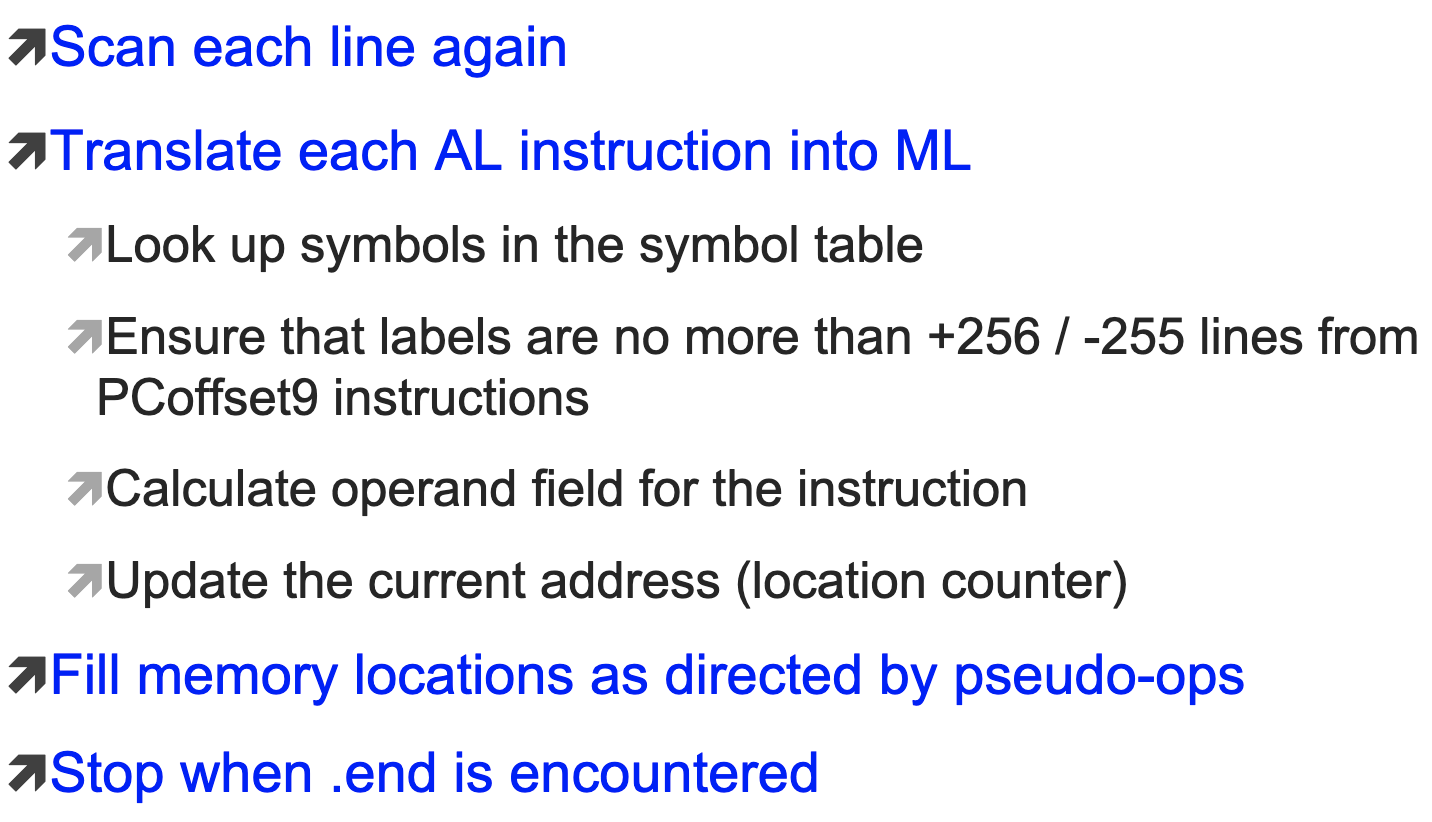 Scan each line again
Translate each AL instruction into ML
Look up symbols in the symbol table
Ensure that labels are no more than +256 / -255 lines from
PCoffset9 instructions
Calculate operand field for the instruction
Update the current address (location counter)
Fill memory locations as directed by pseudo-ops
Stop when .end is encountered